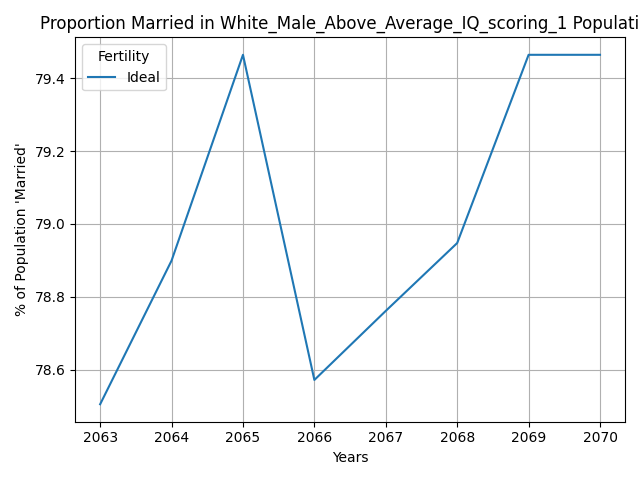 Proportion Married in White_Male_Above_Average_IQ_scoring_1 Populati
Fertility
Ideal
79.4
79.2
79.0
78.8
78.6
% of Population 'Married'
2063 2064 2065 2066 2067 2068 2069 2070
Years